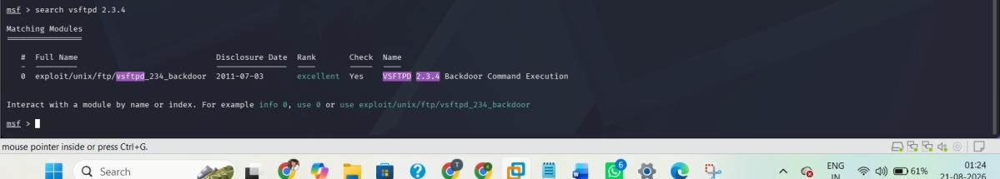 msf > search vsftpd 2.3.4
Matching Modules
================
# Full Name Disclosure Date Rank Check Name
- --------- --------------- ---- ----- ----
0 exploit/unix/ftp/vsftpd_234_backdoor 2011-07-03 excellent Yes VSFTPD 2.3.4 Backdoor Command Execution
Interact with a module by name or index. For example info 0, use 0 or use exploit/unix/ftp/vsftpd_234_backdoor
msf >
mouse pointer inside or press Ctrl+G.
Search
T
6
ENG
IN
61%
01:24
21-08-2026